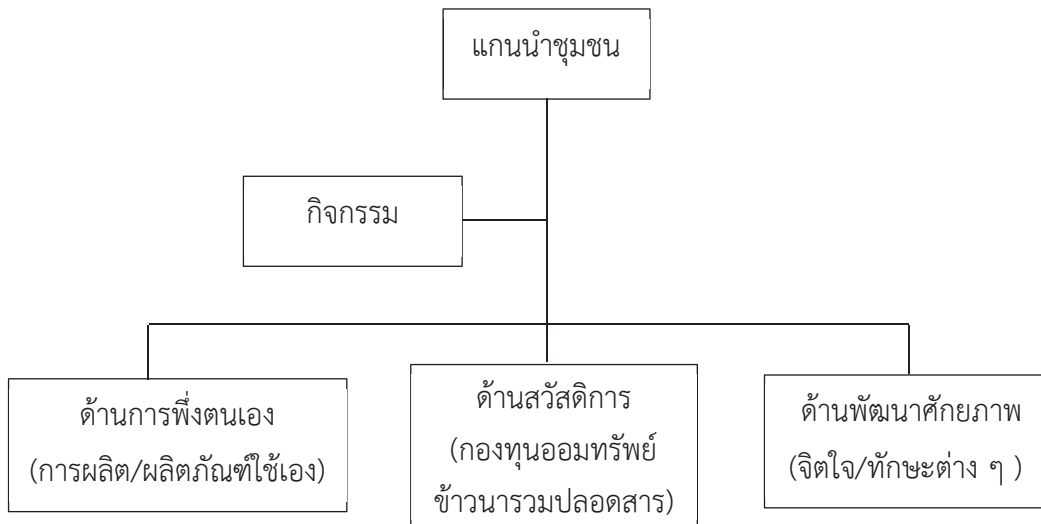 แกนนำชุมชน
กิจกรรม
ด้านการพึ่งตนเอง
(การผลิต/ผลิตภัณฑ์ใช้เอง)
ด้านสวัสดิการ
(กองทุนออมทรัพย์
ข้าวนารวมปลอดสาร)
ด้านพัฒนาศักยภาพ
(จิตใจ/ทักษะต่าง ๆ )